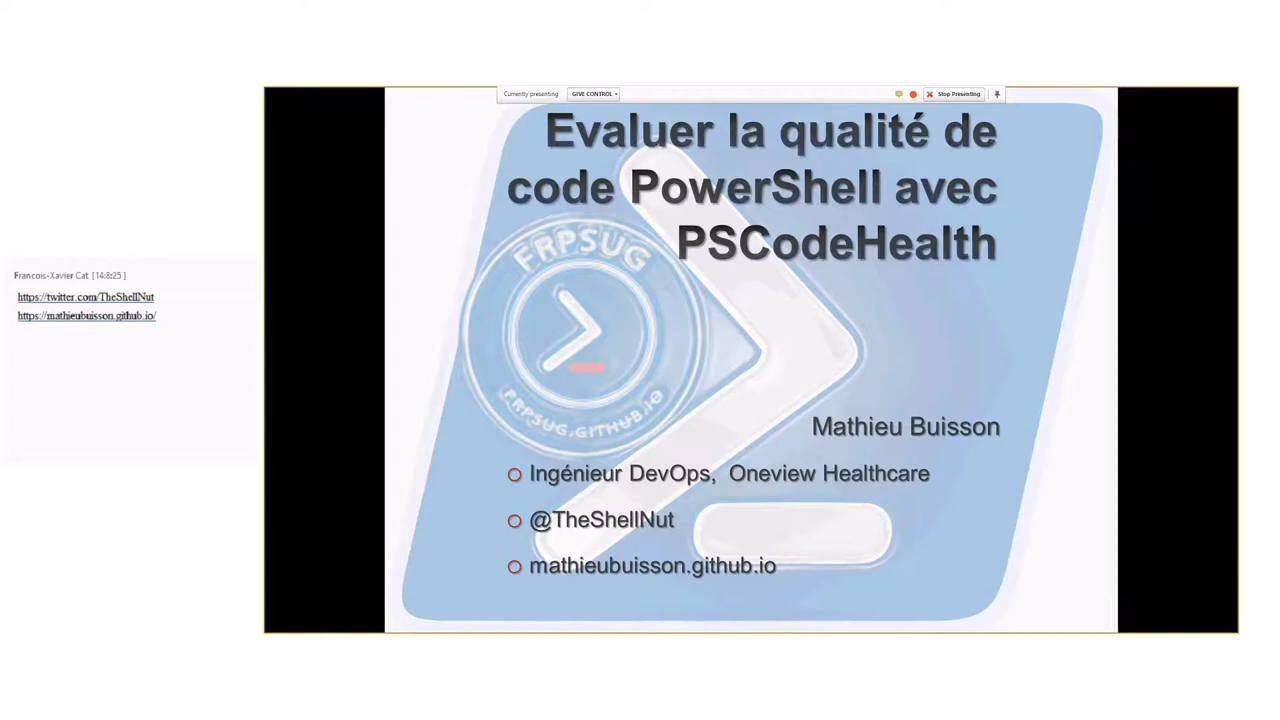 Currently presenting
GIVE CONTROL
Stop Presenting
Evaluer la qualité de
code PowerShell avec
PSCodeHealth
FRPSUG
FRPSUG.GITHUB.IO
Francois-Xavier Cat [14:8:25 ]
https://twitter.com/TheShellNut
https://mathieubuisson.github.io/
Mathieu Buisson
Ingénieur DevOps, Oneview Healthcare
@TheShellNut
mathieubuisson.github.io